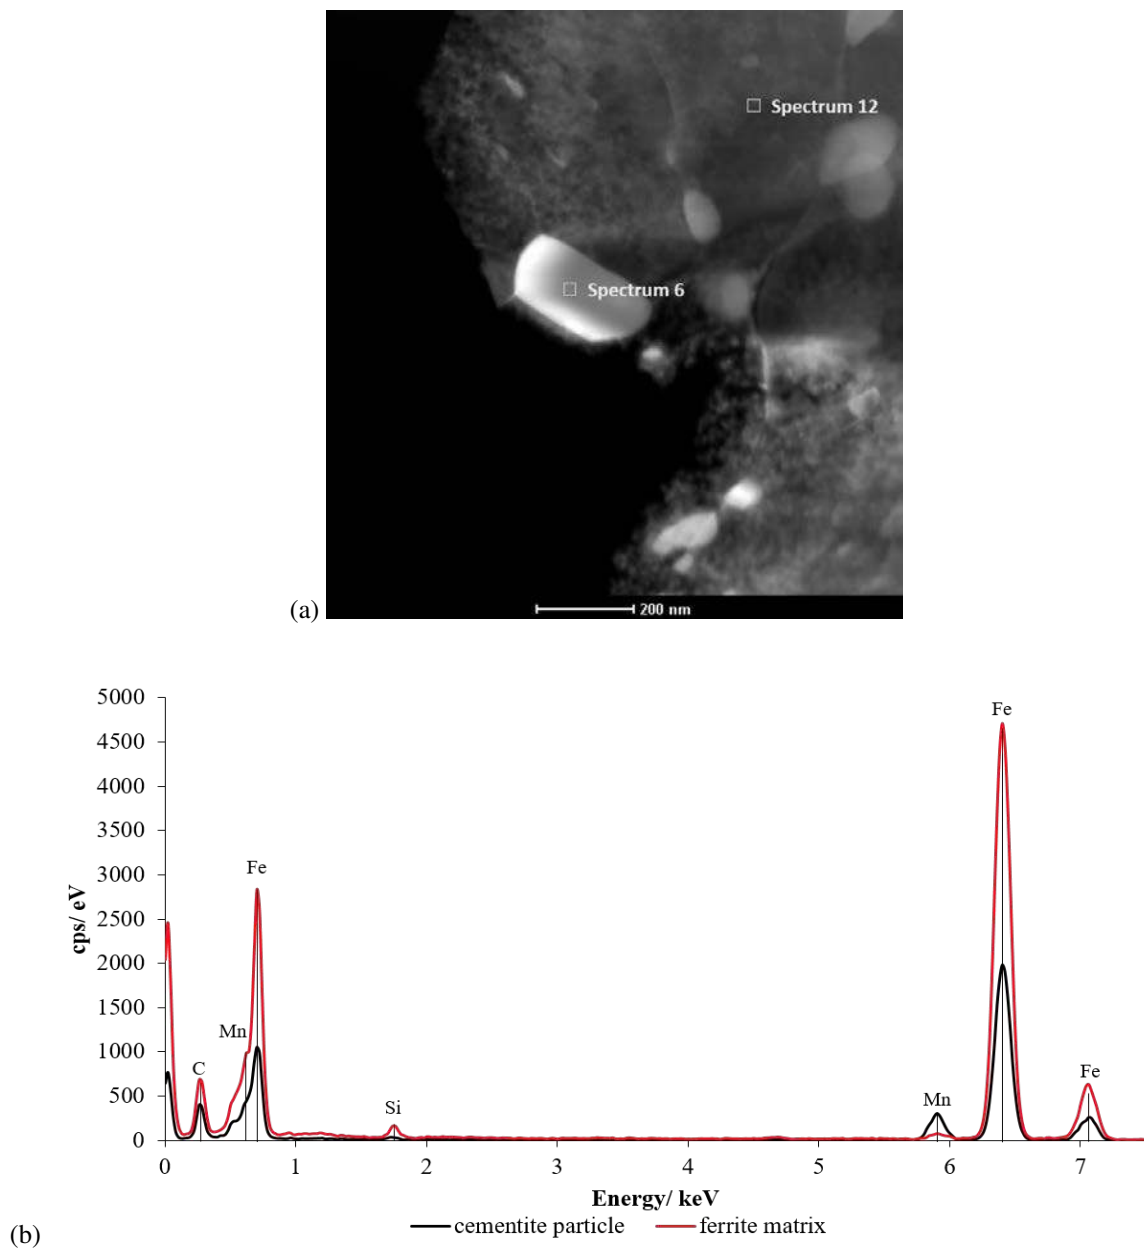 Spectrum 12
Spectrum 6
(a)
200 nm
5000
4500
4000
3500
3000
2500
2000
1500
1000
500
0
cps/ eV
Fe
Fe
Mn
C
Si
Mn
Fe
0 1 2 3 4 5 6 7
Energy/ keV
(b)
cementite particle ferrite matrix